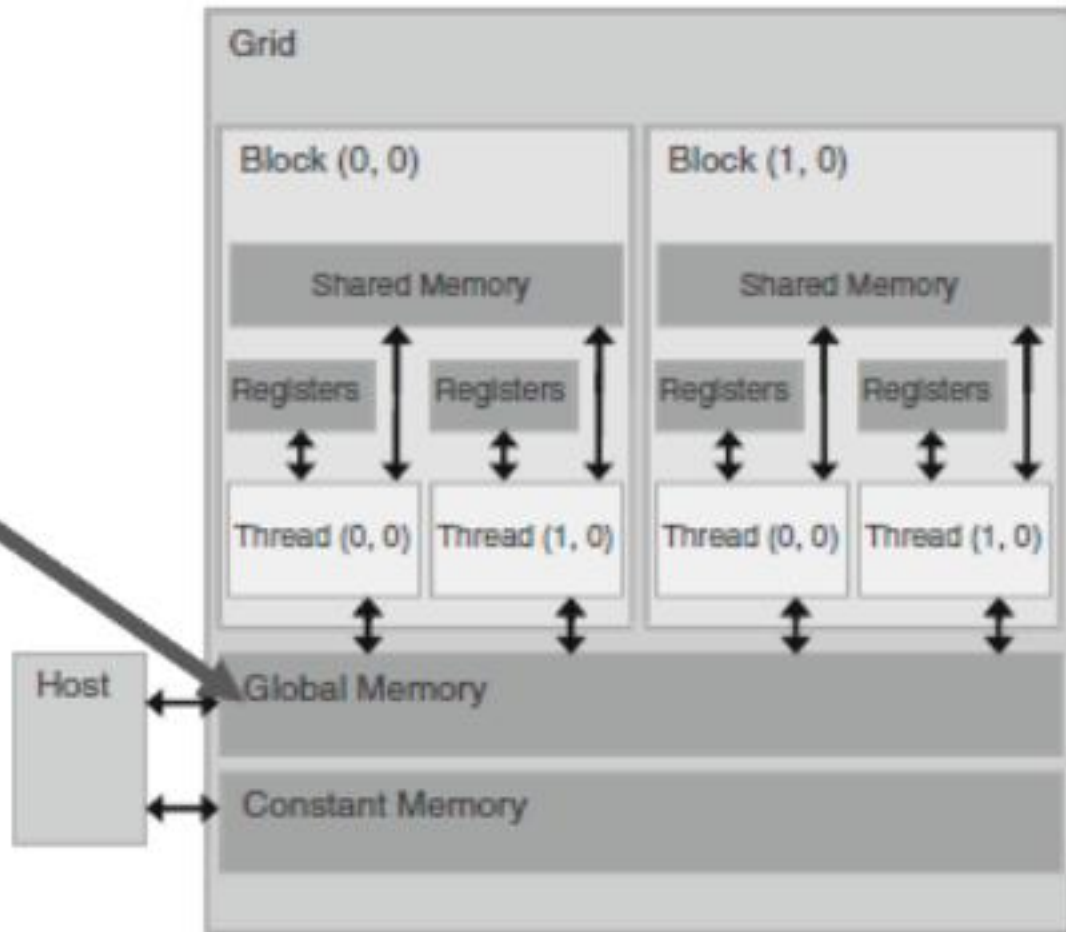 Grid
Block (0, 0)
Block (1, 0)
Shared Memory
Shared Memory
Registers
Registers
Registers
Registers
Thread (0, 0)
Thread (1, 0)
Thread (0, 0)
Thread (1, 0)
Host
Global Memory
Constant Memory